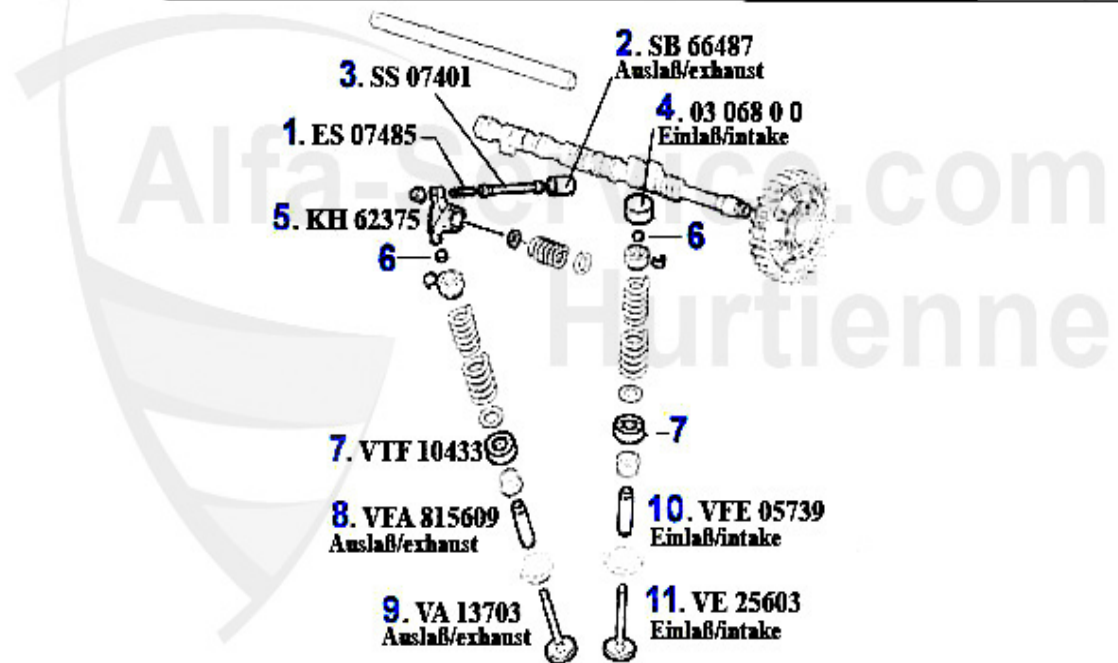 2. SB 66487
Auslaß/exhaust
3. SS 07401
4. 03 068 0 0
Einlaß/intake
1. ES 07485
Alfa-Service.com
Hurtienne
5. KH 62375
6
6
7. VTF 10433
7
8. VFA 815609
Auslaß/exhaust
10. VFE 05739
Einlaß/intake
9. VA 13703
Auslaß/exhaust
11. VE 25603
Einlaß/intake